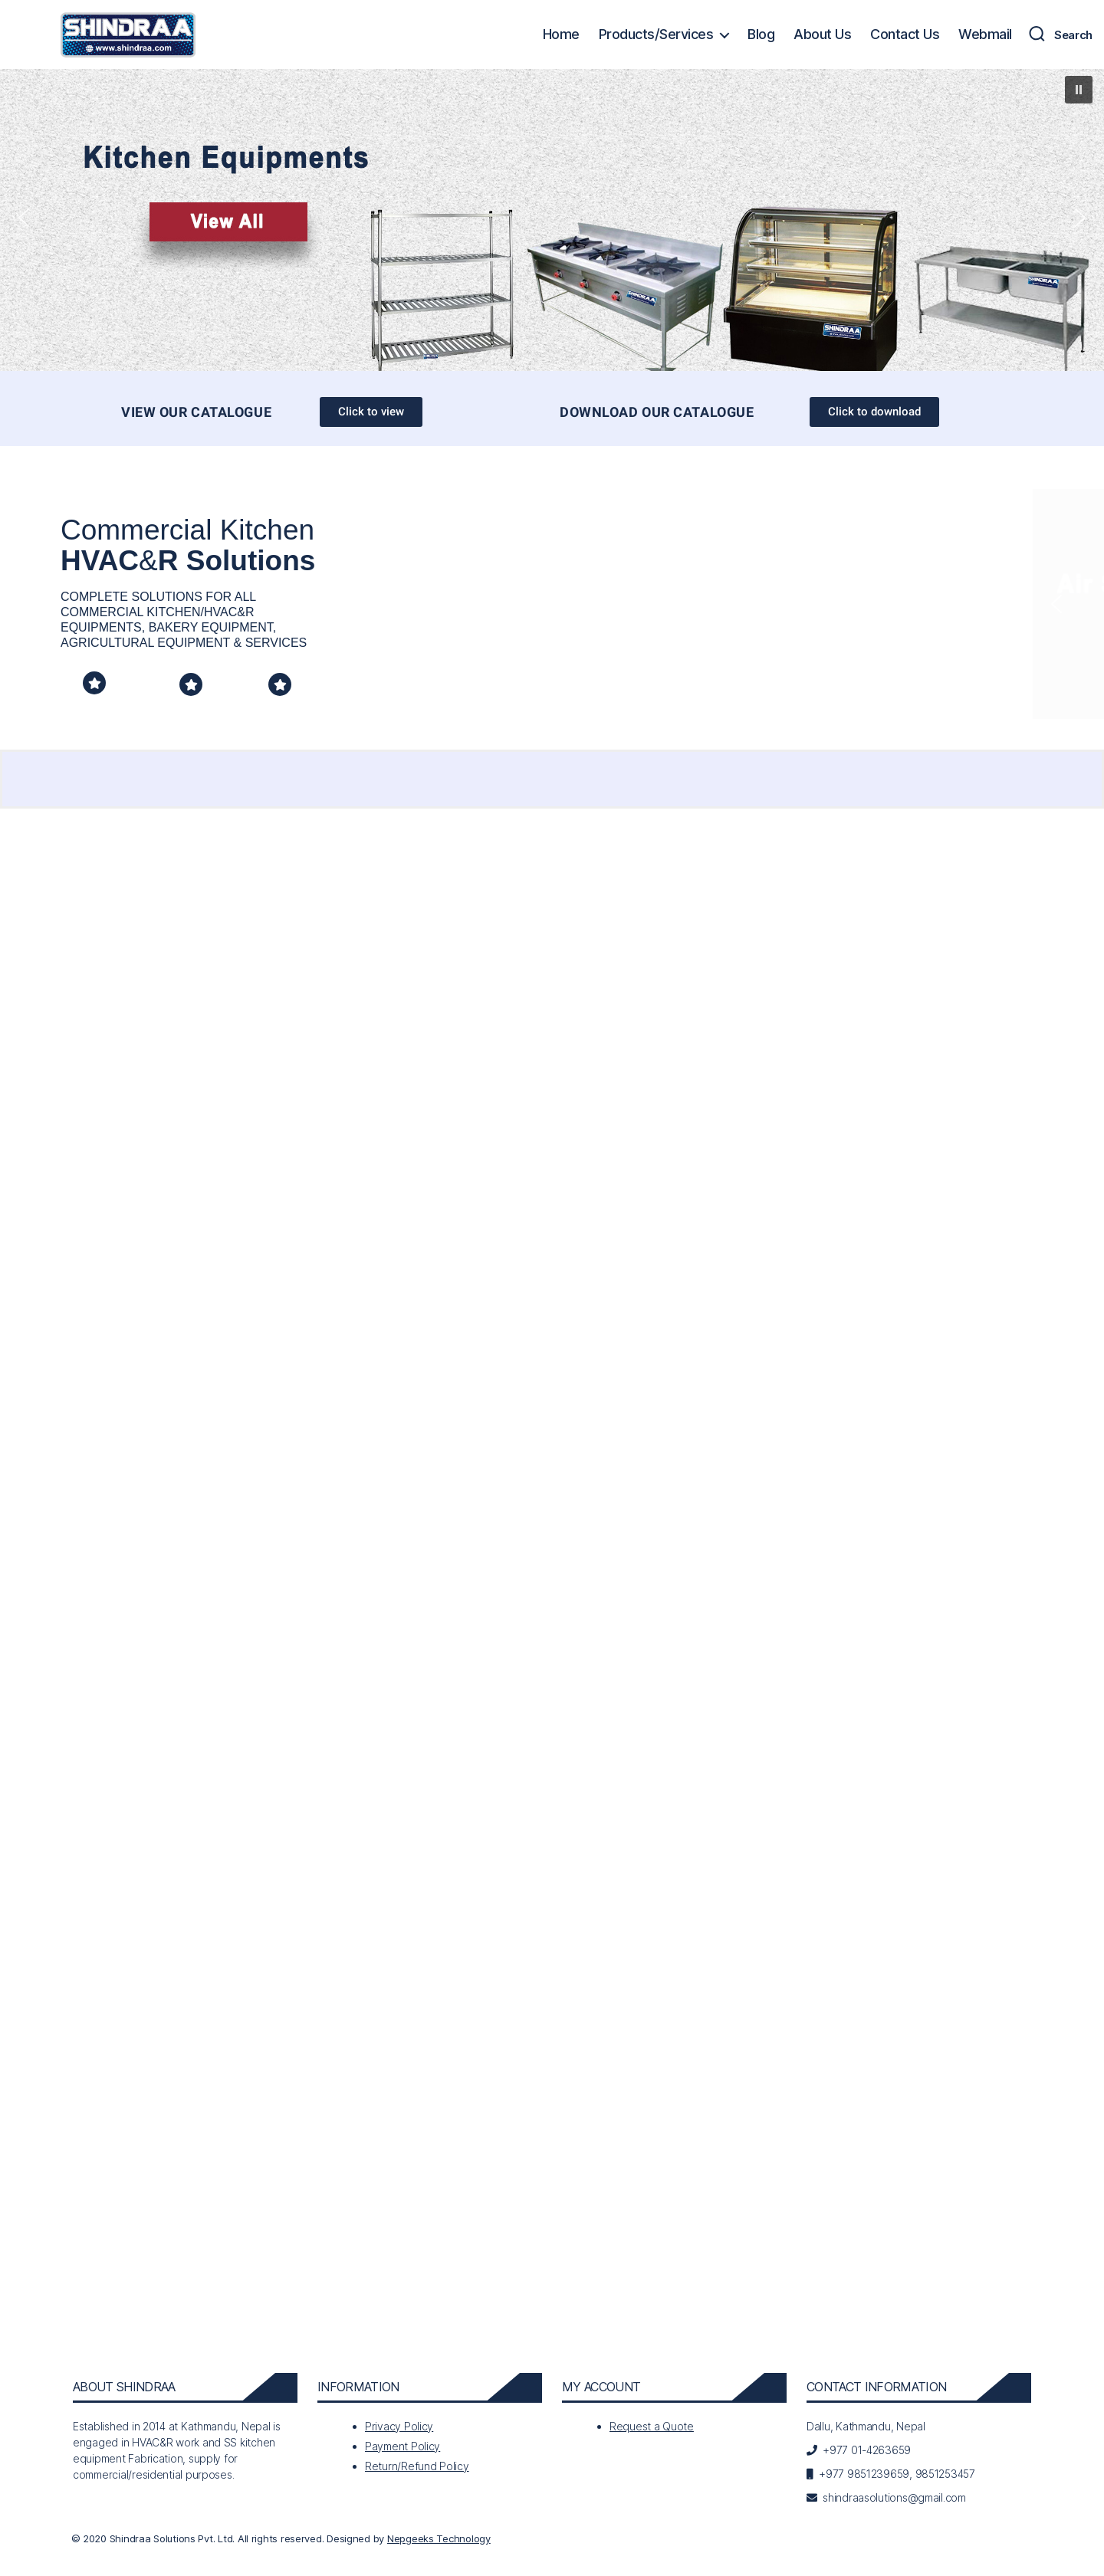 SHINDRAA
www.shindraa.com
Home Products/Services Blog About Us Contact Us Webmail Search
Kitchen Equipments
View All
SHINDRAA
SHINDRAA
SHINDRAA
VIEW OUR CATALOGUE Click to view DOWNLOAD OUR CATALOGUE Click to download
Commercial Kitchen
HVAC&R Solutions
COMPLETE SOLUTIONS FOR ALL
COMMERCIAL KITCHEN/HVAC&R
EQUIPMENTS, BAKERY EQUIPMENT,
AGRICULTURAL EQUIPMENT & SERVICES
Air
ABOUT SHINDRAA
Established in 2014 at Kathmandu, Nepal is
engaged in HVAC&R work and SS kitchen
equipment Fabrication, supply for
commercial/residential purposes.
INFORMATION
Privacy Policy
Payment Policy
Return/Refund Policy
MY ACCOUNT
Request a Quote
CONTACT INFORMATION
Dallu, Kathmandu, Nepal
+977 01-4263659
+977 9851239659, 9851253457
shindraasolutions@gmail.com
© 2020 Shindraa Solutions Pvt. Ltd. All rights reserved. Designed by Nepgeeks Technology